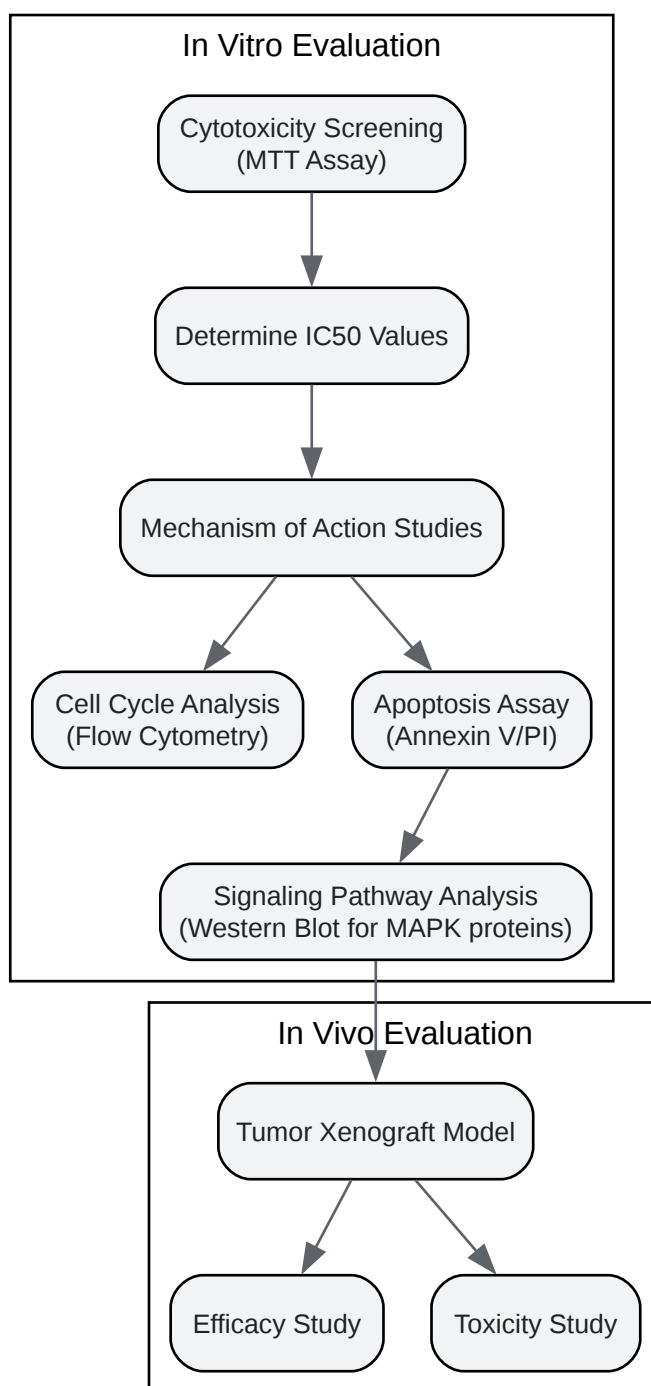 In Vitro Evaluation
Cytotoxicity Screening
(MTT Assay)
Determine IC50 Values
Mechanism of Action Studies
Cell Cycle Analysis
(Flow Cytometry)
Apoptosis Assay
(Annexin V/PI)
Signaling Pathway Analysis
(Western Blot for MAPK proteins)
In Vivo Evaluation
Tumor Xenograft Model
Efficacy Study
Toxicity Study